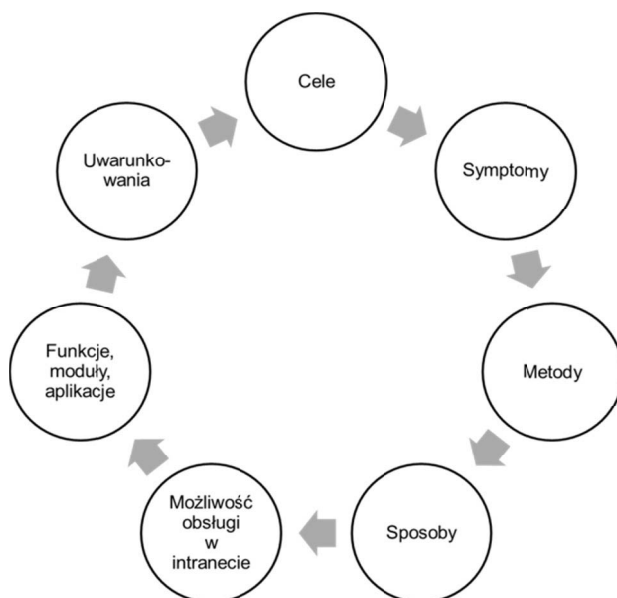 Cele
Symptomy
Metody
Sposoby
Możliwość
obsługi
w
intranecie
Funkcje,
moduły,
aplikacje
Uwarunko-
wania